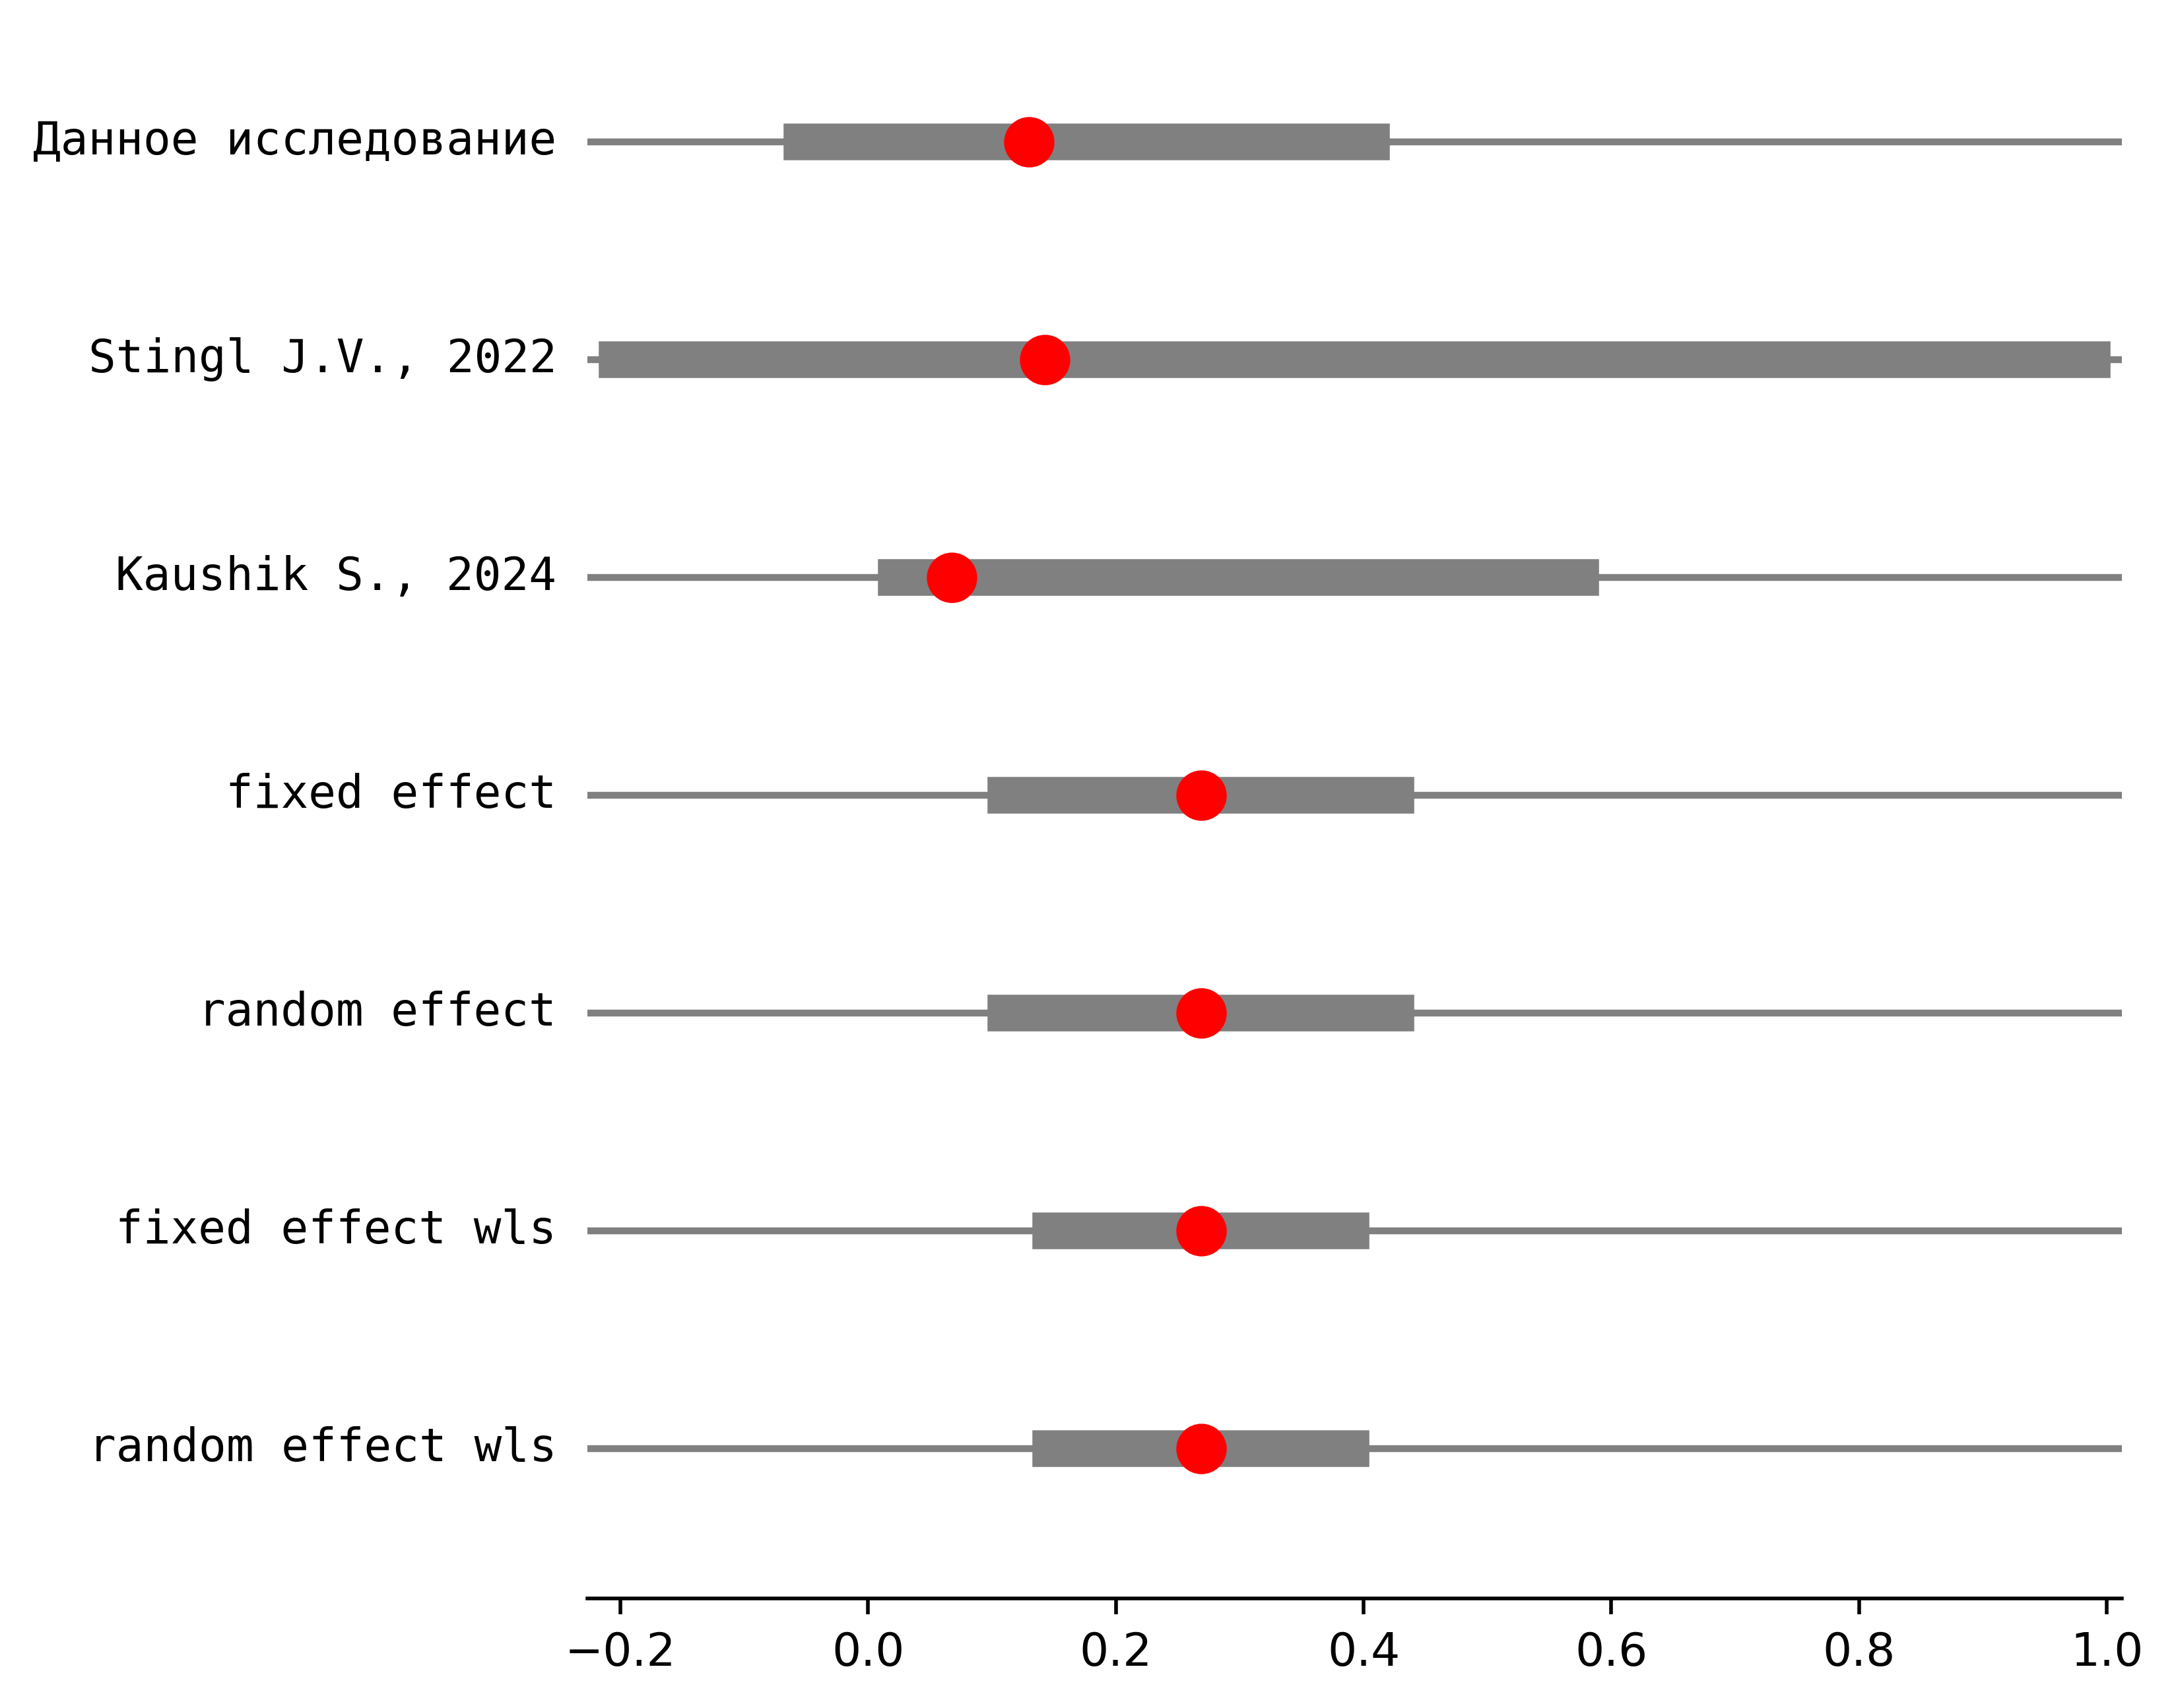 Данное исследование
Stingl J.V., 2022
Kaushik S., 2024
fixed effect
random effect
fixed effect wls
random effect wls
−0.2 0.0 0.2 0.4 0.6 0.8 1.0